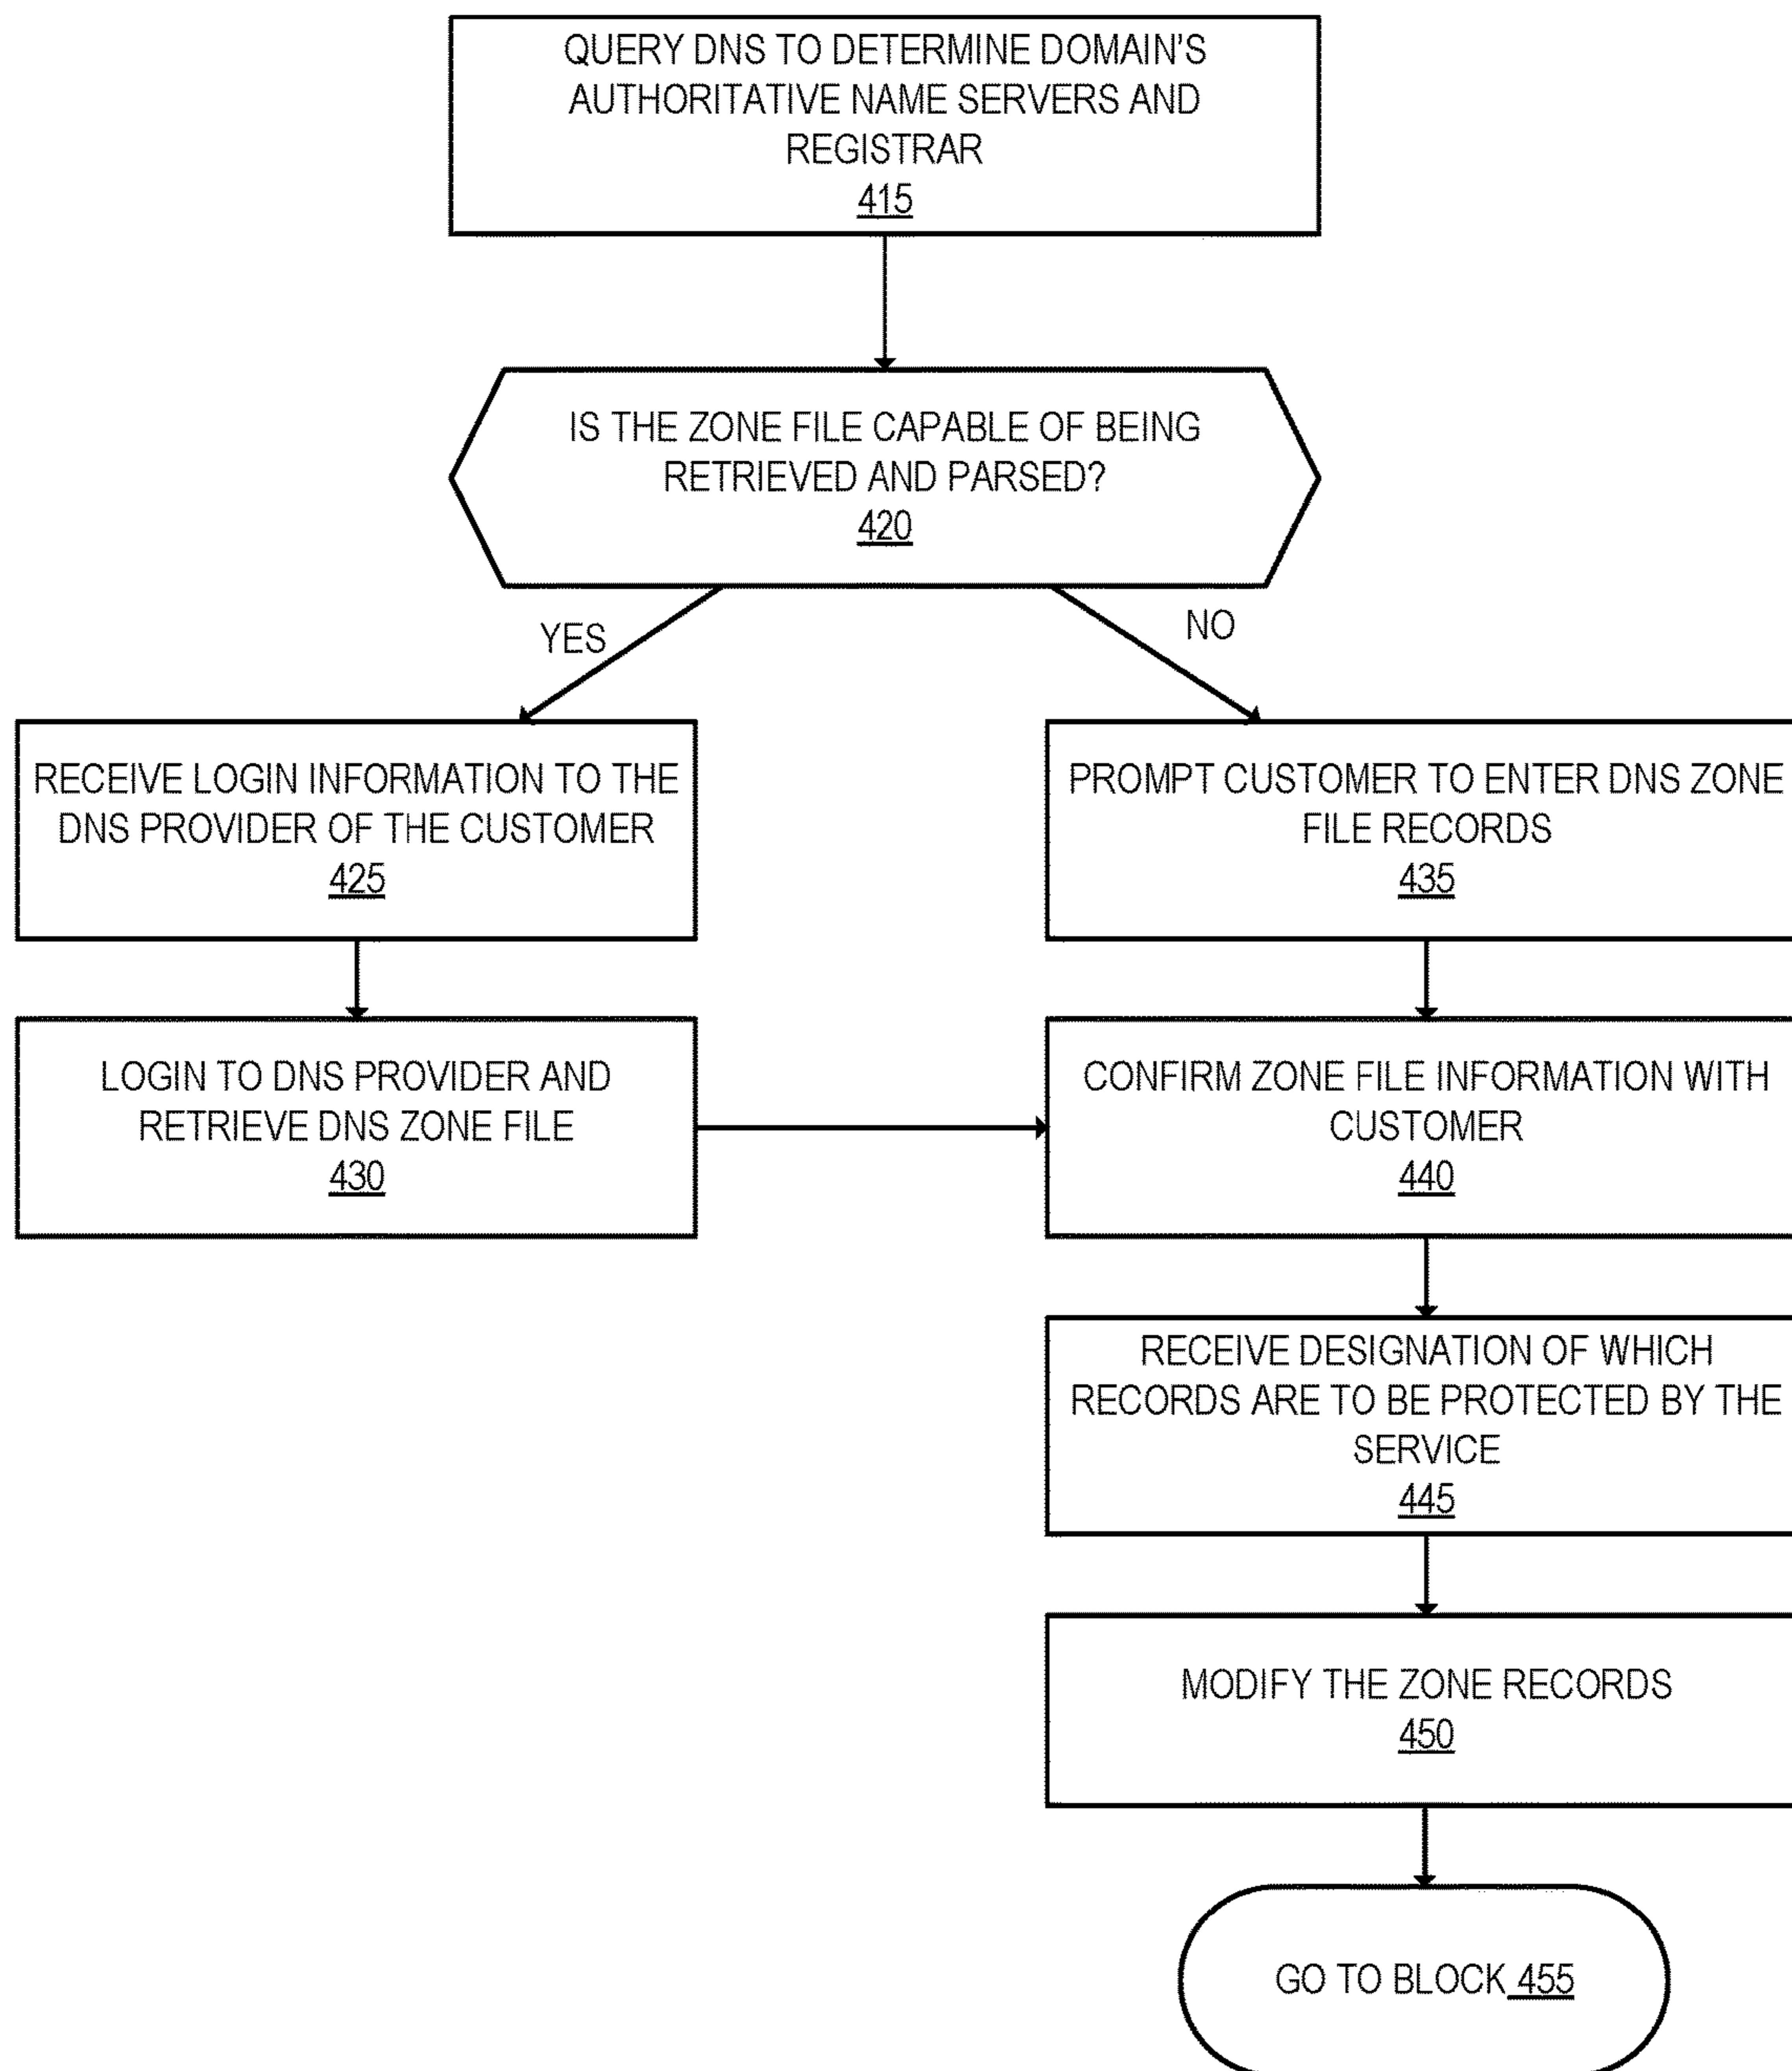 QUERY DNS TO DETERMINE DOMAIN'S
AUTHORITATIVE NAME SERVERS AND
REGISTRAR
415
IS THE ZONE FILE CAPABLE OF BEING
RETRIEVED AND PARSED?
420
YES
NO
RECEIVE LOGIN INFORMATION TO THE
DNS PROVIDER OF THE CUSTOMER
425
PROMPT CUSTOMER TO ENTER DNS ZONE
FILE RECORDS
435
LOGIN TO DNS PROVIDER AND
RETRIEVE DNS ZONE FILE
430
CONFIRM ZONE FILE INFORMATION WITH
CUSTOMER
440
RECEIVE DESIGNATION OF WHICH
RECORDS ARE TO BE PROTECTED BY THE
SERVICE
445
MODIFY THE ZONE RECORDS
450
GO TO BLOCK 455